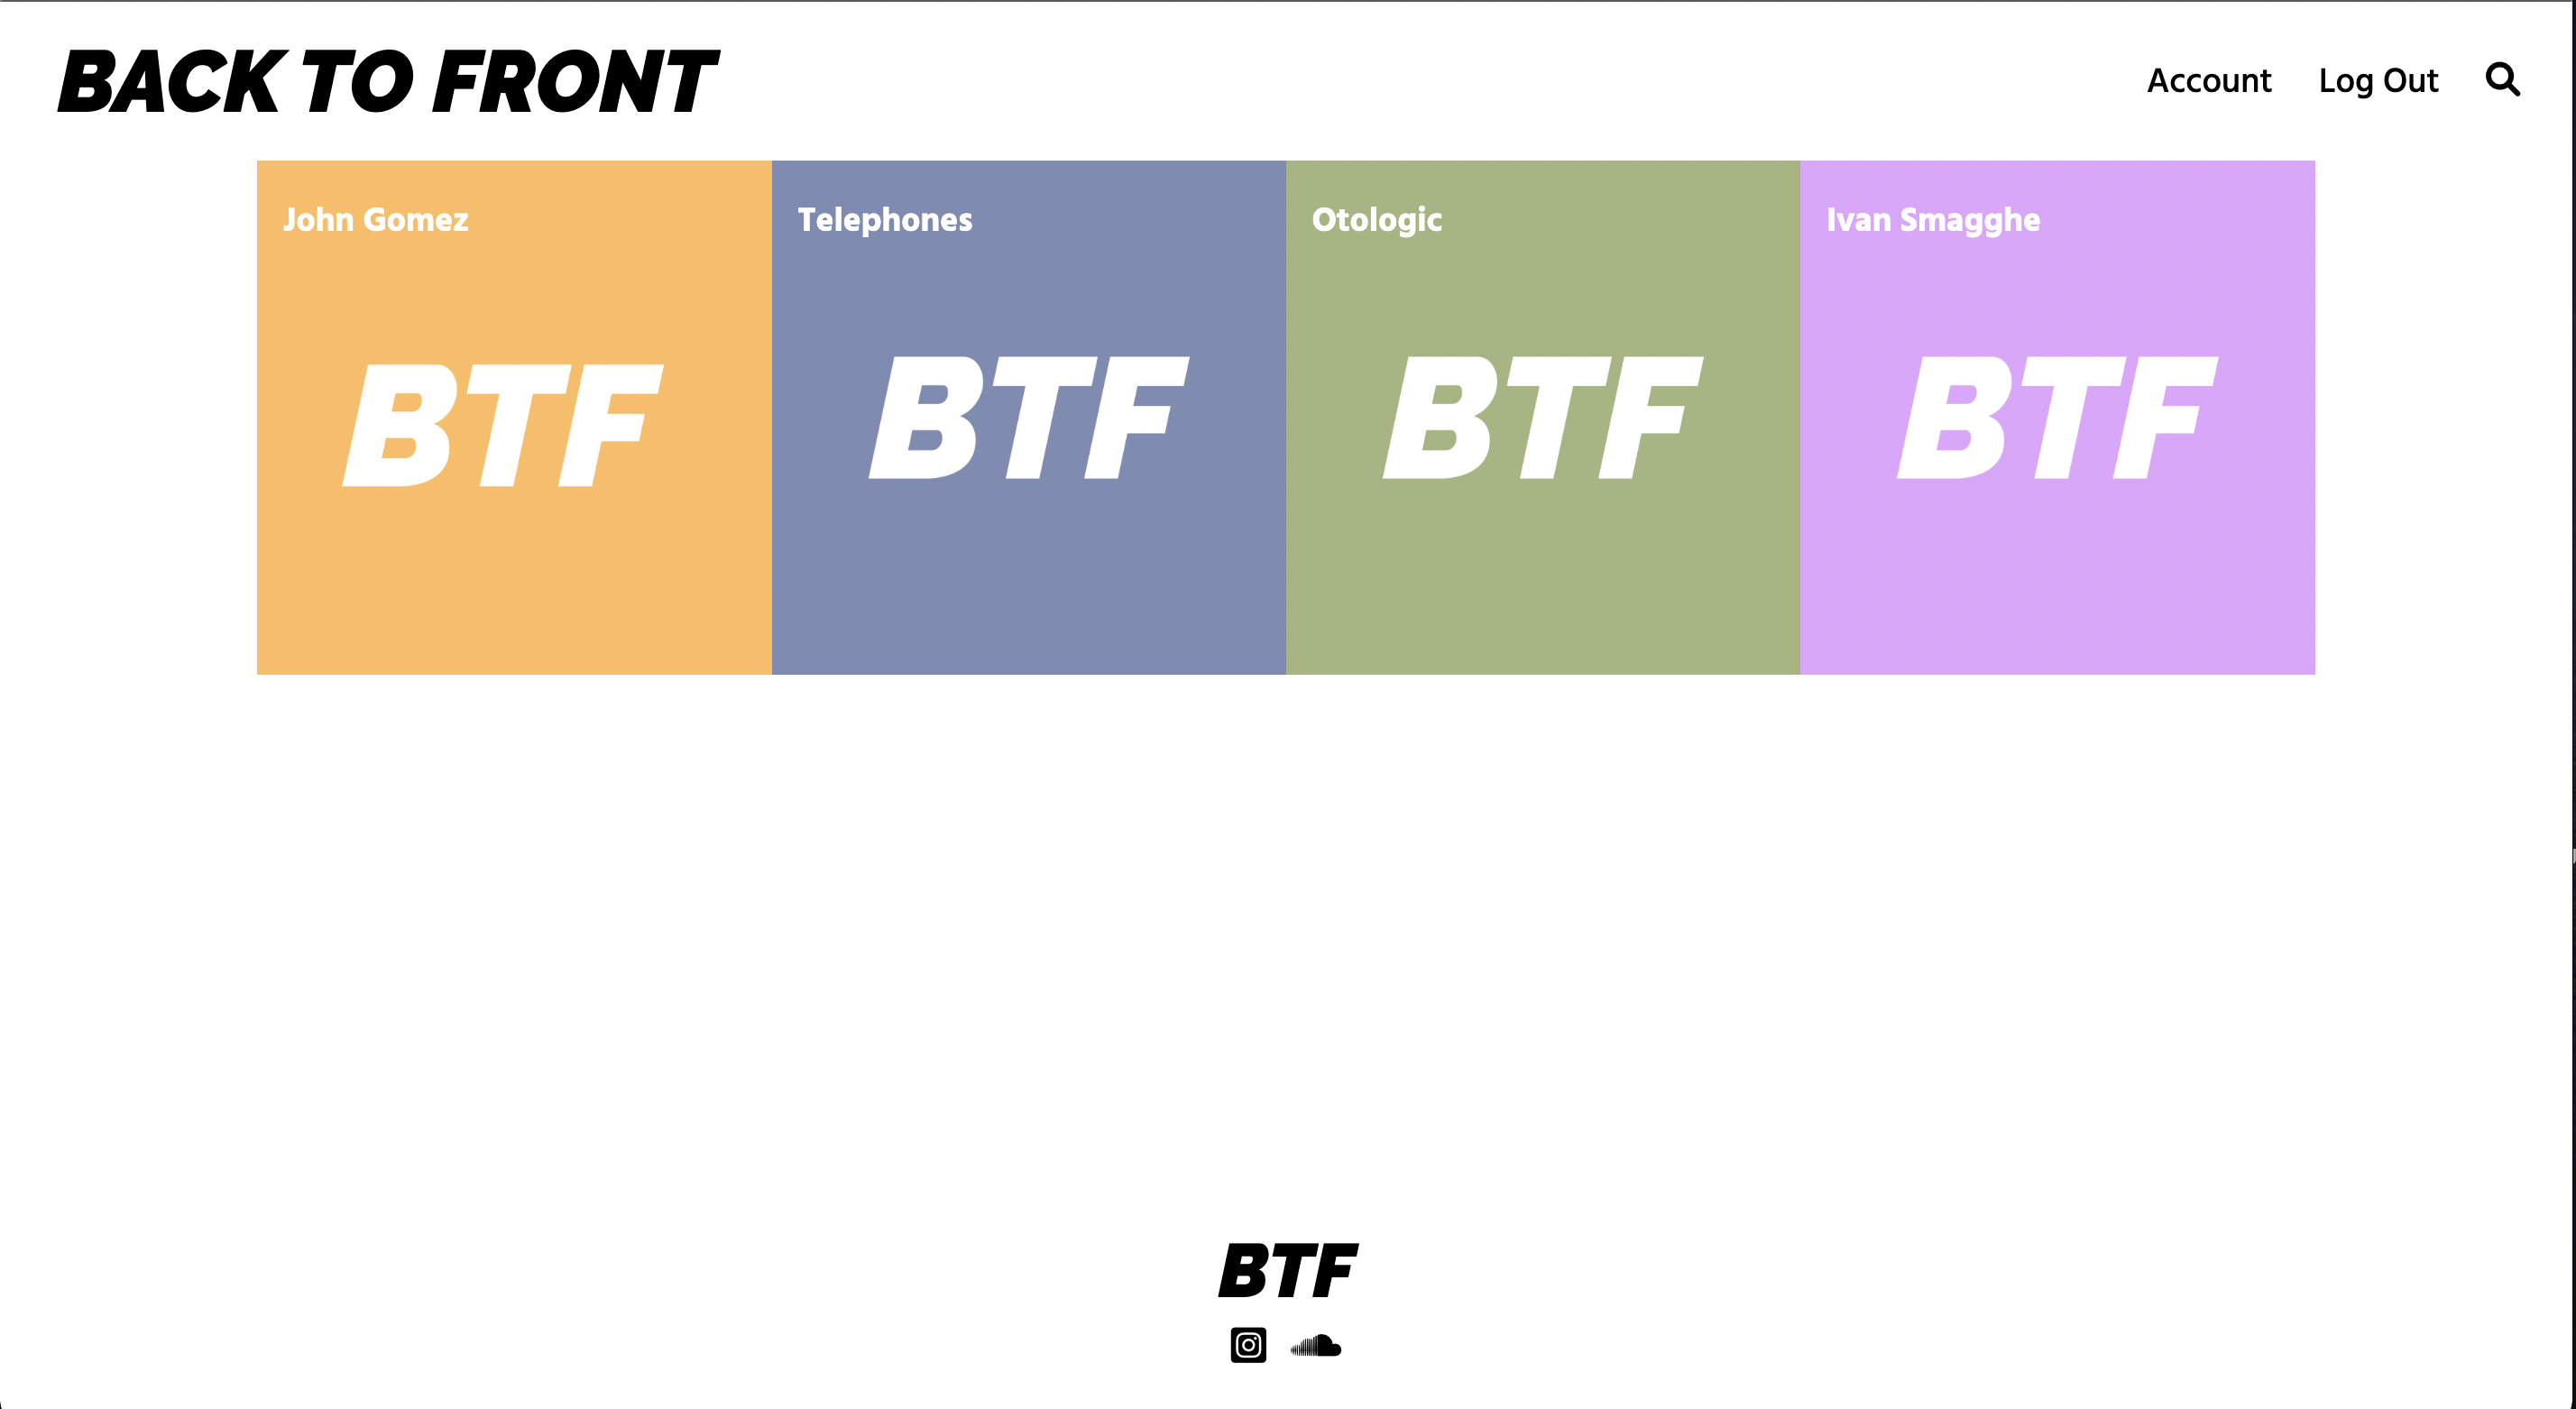 BACK TO FRONT
Account Log Out
John Gomez
Telephones
Otologic
Ivan Smagghe
BTF
BTF
BTF
BTF
BTF